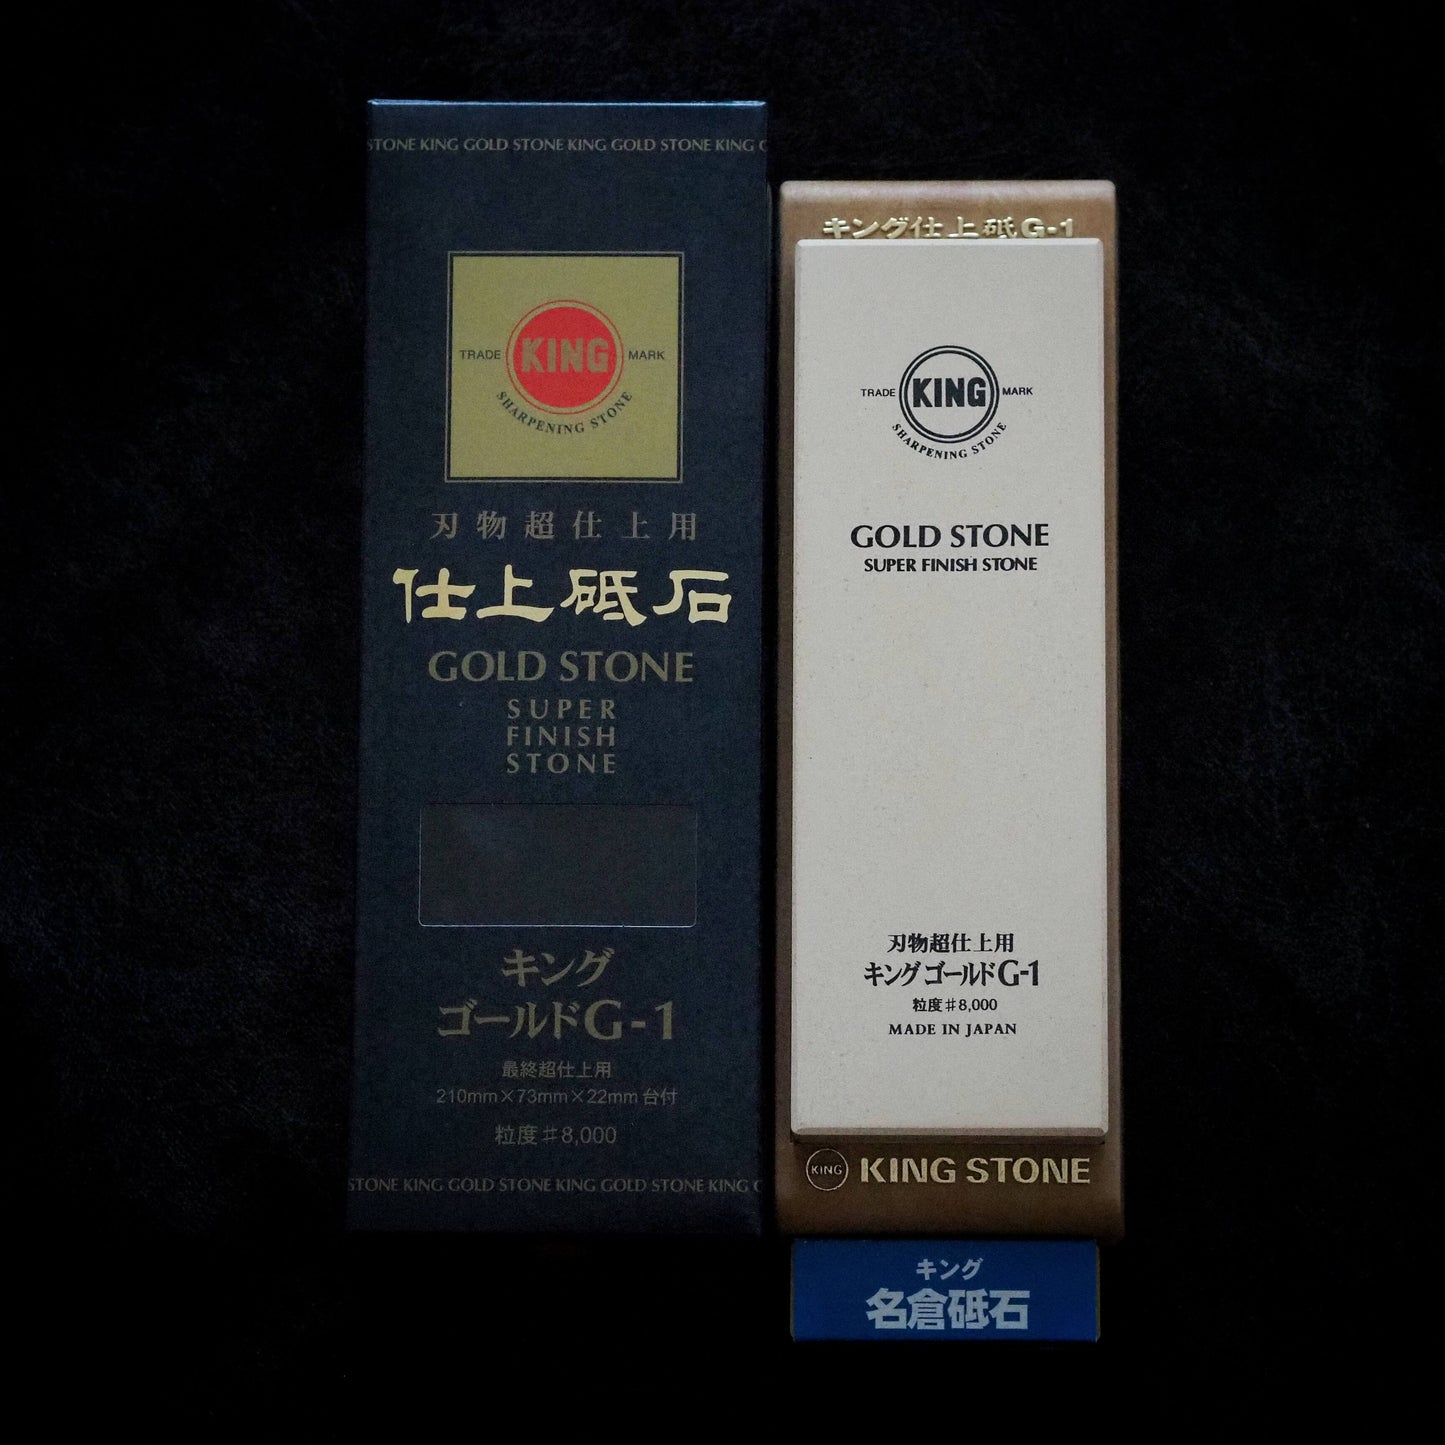 STONE KING GOLD STONE KING GOLD STONE KING
TRADE KING MARK
SHARPENING STONE
刃物超仕上用
仕上砥石
GOLD STONE
SUPER
FINISH
STONE
キング
ゴールドG-1
最終超仕上用
210mm×73mm×22mm 台付
粒度♯8,000
STONE KING GOLD STONE KING GOLD STONE KING
キング仕上砥G-1
TRADE KING MARK
SHARPENING STONE
GOLD STONE
SUPER FINISH STONE
刃物超仕上用
キングゴールドG-1
粒度♯8,000
MADE IN JAPAN
KING KING STONE
キング
名倉砥石